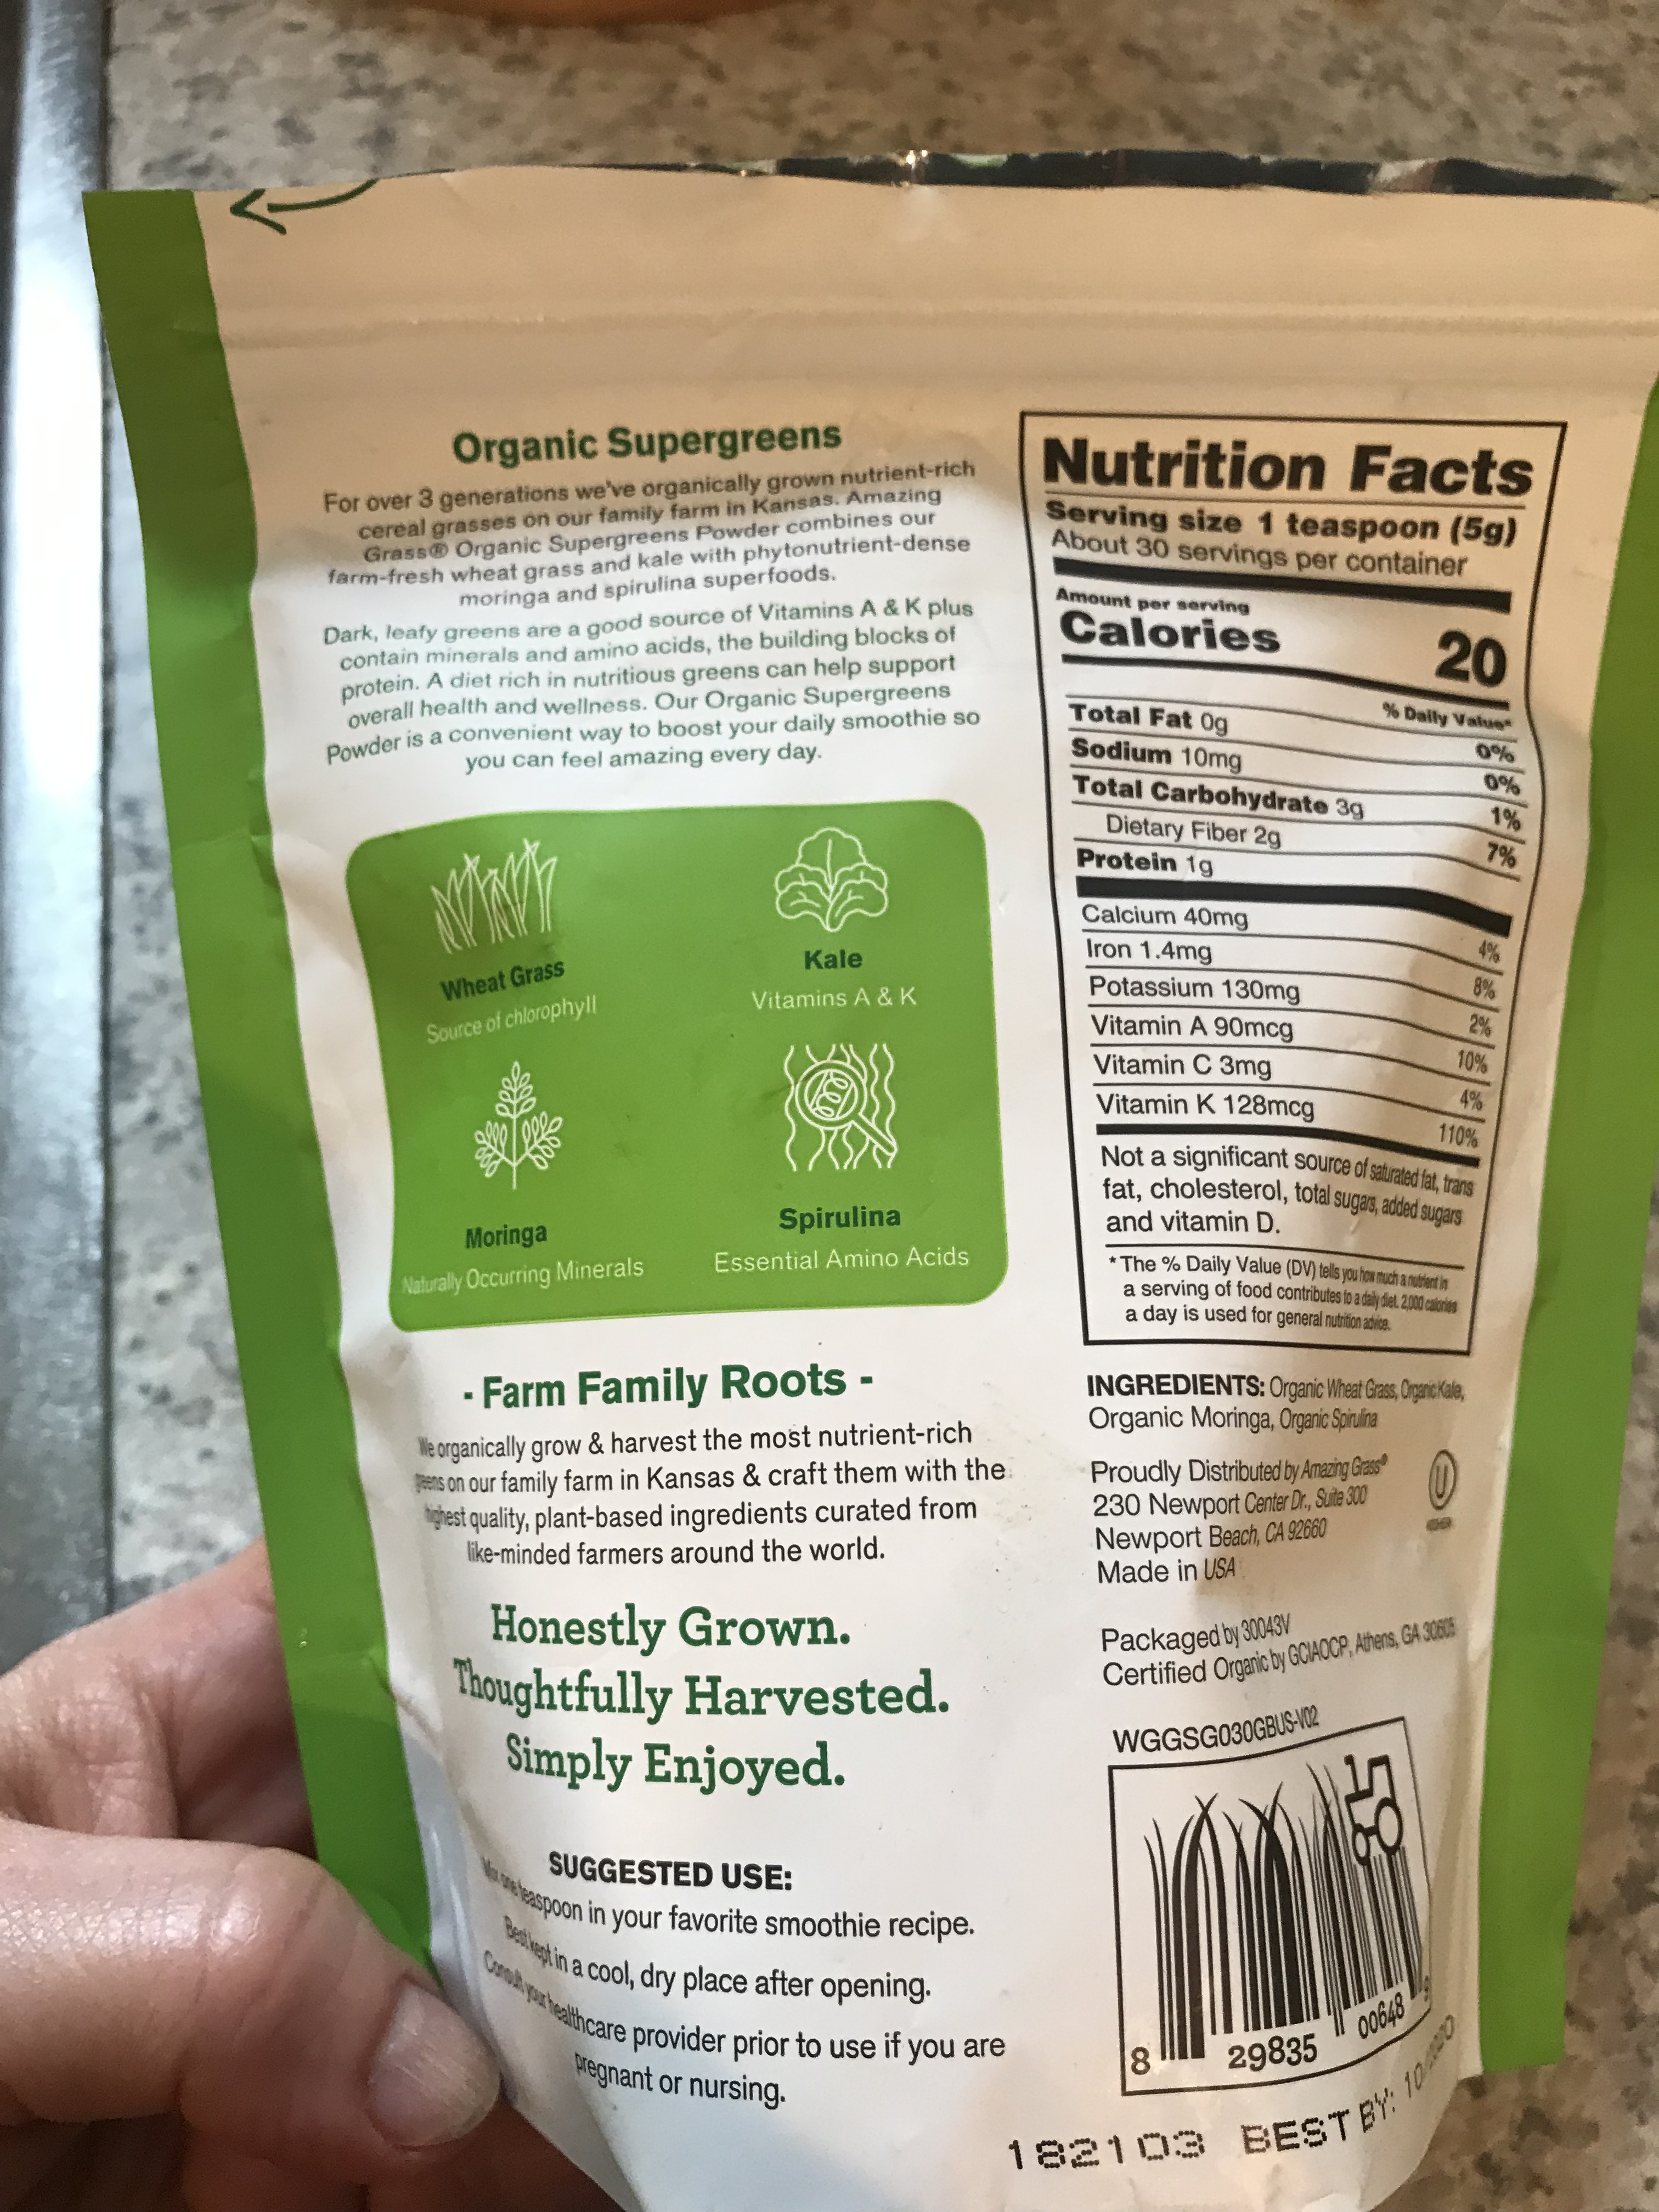 Organic Supergreens
For over 3 generations we've organically grown nutrient-rich
cereal grasses on our family farm in Kansas. Amazing
Grass® Organic Supergreens Powder combines our
farm-fresh wheat grass and kale with phytonutrient-dense
moringa and spirulina superfoods.
Dark, leafy greens are a good source of Vitamins A & K plus
contain minerals and amino acids, the building blocks of
protein. A diet rich in nutritious greens can help support
overall health and wellness. Our Organic Supergreens
Powder is a convenient way to boost your daily smoothie so
you can feel amazing every day.
Wheat Grass
Source of chlorophyll
Kale
Vitamins A & K
Moringa
Naturally Occurring Minerals
Spirulina
Essential Amino Acids
- Farm Family Roots -
We organically grow & harvest the most nutrient-rich
greens on our family farm in Kansas & craft them with the
highest quality, plant-based ingredients curated from
like-minded farmers around the world.
Honestly Grown.
Thoughtfully Harvested.
Simply Enjoyed.
SUGGESTED USE:
Mix one teaspoon in your favorite smoothie recipe.
Best kept in a cool, dry place after opening.
Consult your healthcare provider prior to use if you are
pregnant or nursing.
Nutrition Facts
Serving size 1 teaspoon (5g)
About 30 servings per container
Amount per serving
Calories 20
% Daily Value*
Total Fat 0g 0%
Sodium 10mg 0%
Total Carbohydrate 3g 1%
Dietary Fiber 2g 7%
Protein 1g
Calcium 40mg 4%
Iron 1.4mg 8%
Potassium 130mg 2%
Vitamin A 90mcg 10%
Vitamin C 3mg 4%
Vitamin K 128mcg 110%
Not a significant source of saturated fat, trans
fat, cholesterol, total sugars, added sugars
and vitamin D.
*The % Daily Value (DV) tells you how much a nutrient in
a serving of food contributes to a daily diet. 2,000 calories
a day is used for general nutrition advice.
INGREDIENTS: Organic Wheat Grass, Organic Kale,
Organic Moringa, Organic Spirulina
Proudly Distributed by Amazing Grass®
230 Newport Center Dr., Suite 300
Newport Beach, CA 92660
Made in USA
U
KOSHER
Packaged by 30043V
Certified Organic by GCIAOCP, Athens, GA 30605
WGGSG030GBUS-V02
8 29835 00648
182103 BEST BY: